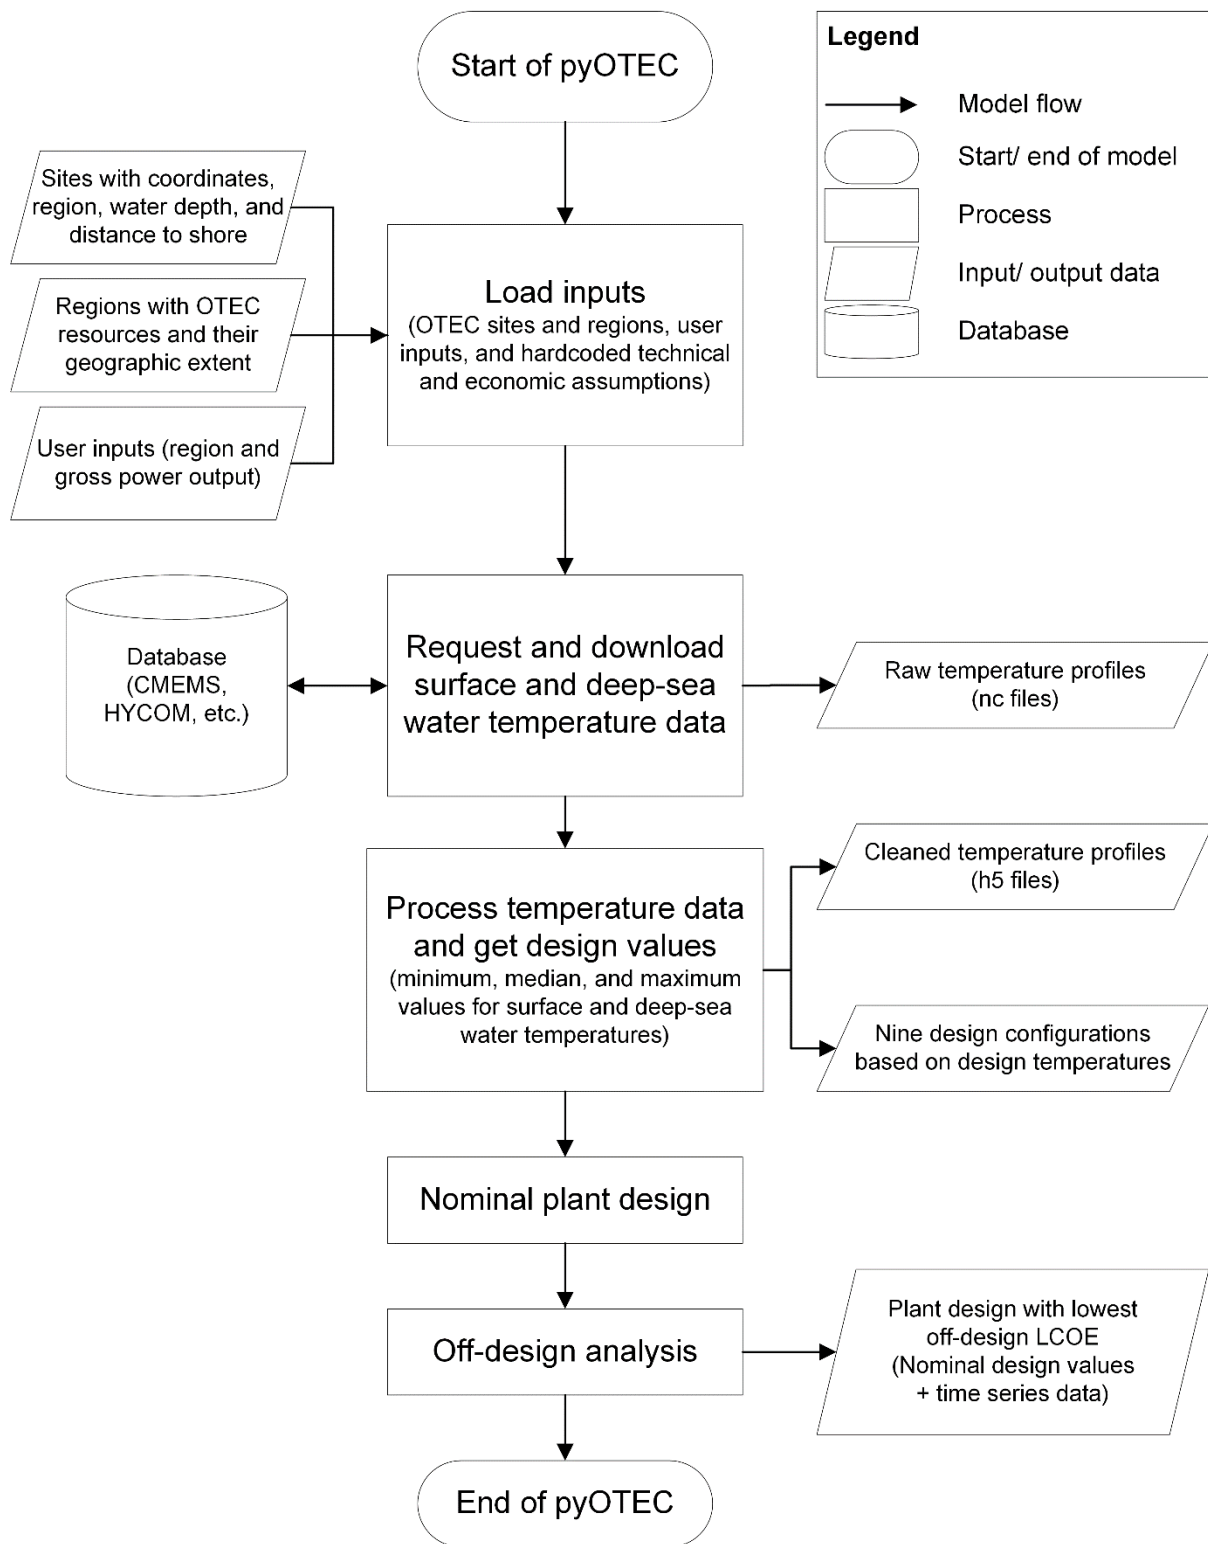 Start of pyOTEC
Legend
Model flow
Start/ end of model
Process
Input/ output data
Database
Sites with coordinates,
region, water depth, and
distance to shore
Regions with OTEC
resources and their
geographic extent
User inputs (region and
gross power output)
Load inputs
(OTEC sites and regions, user
inputs, and hardcoded technical
and economic assumptions)
Database
(CMEMS,
HYCOM, etc.)
Request and download
surface and deep-sea
water temperature data
Raw temperature profiles
(nc files)
Process temperature data
and get design values
(minimum, median, and maximum
values for surface and deep-sea
water temperatures)
Cleaned temperature profiles
(h5 files)
Nine design configurations
based on design temperatures
Nominal plant design
Off-design analysis
Plant design with lowest
off-design LCOE
(Nominal design values
+ time series data)
End of pyOTEC